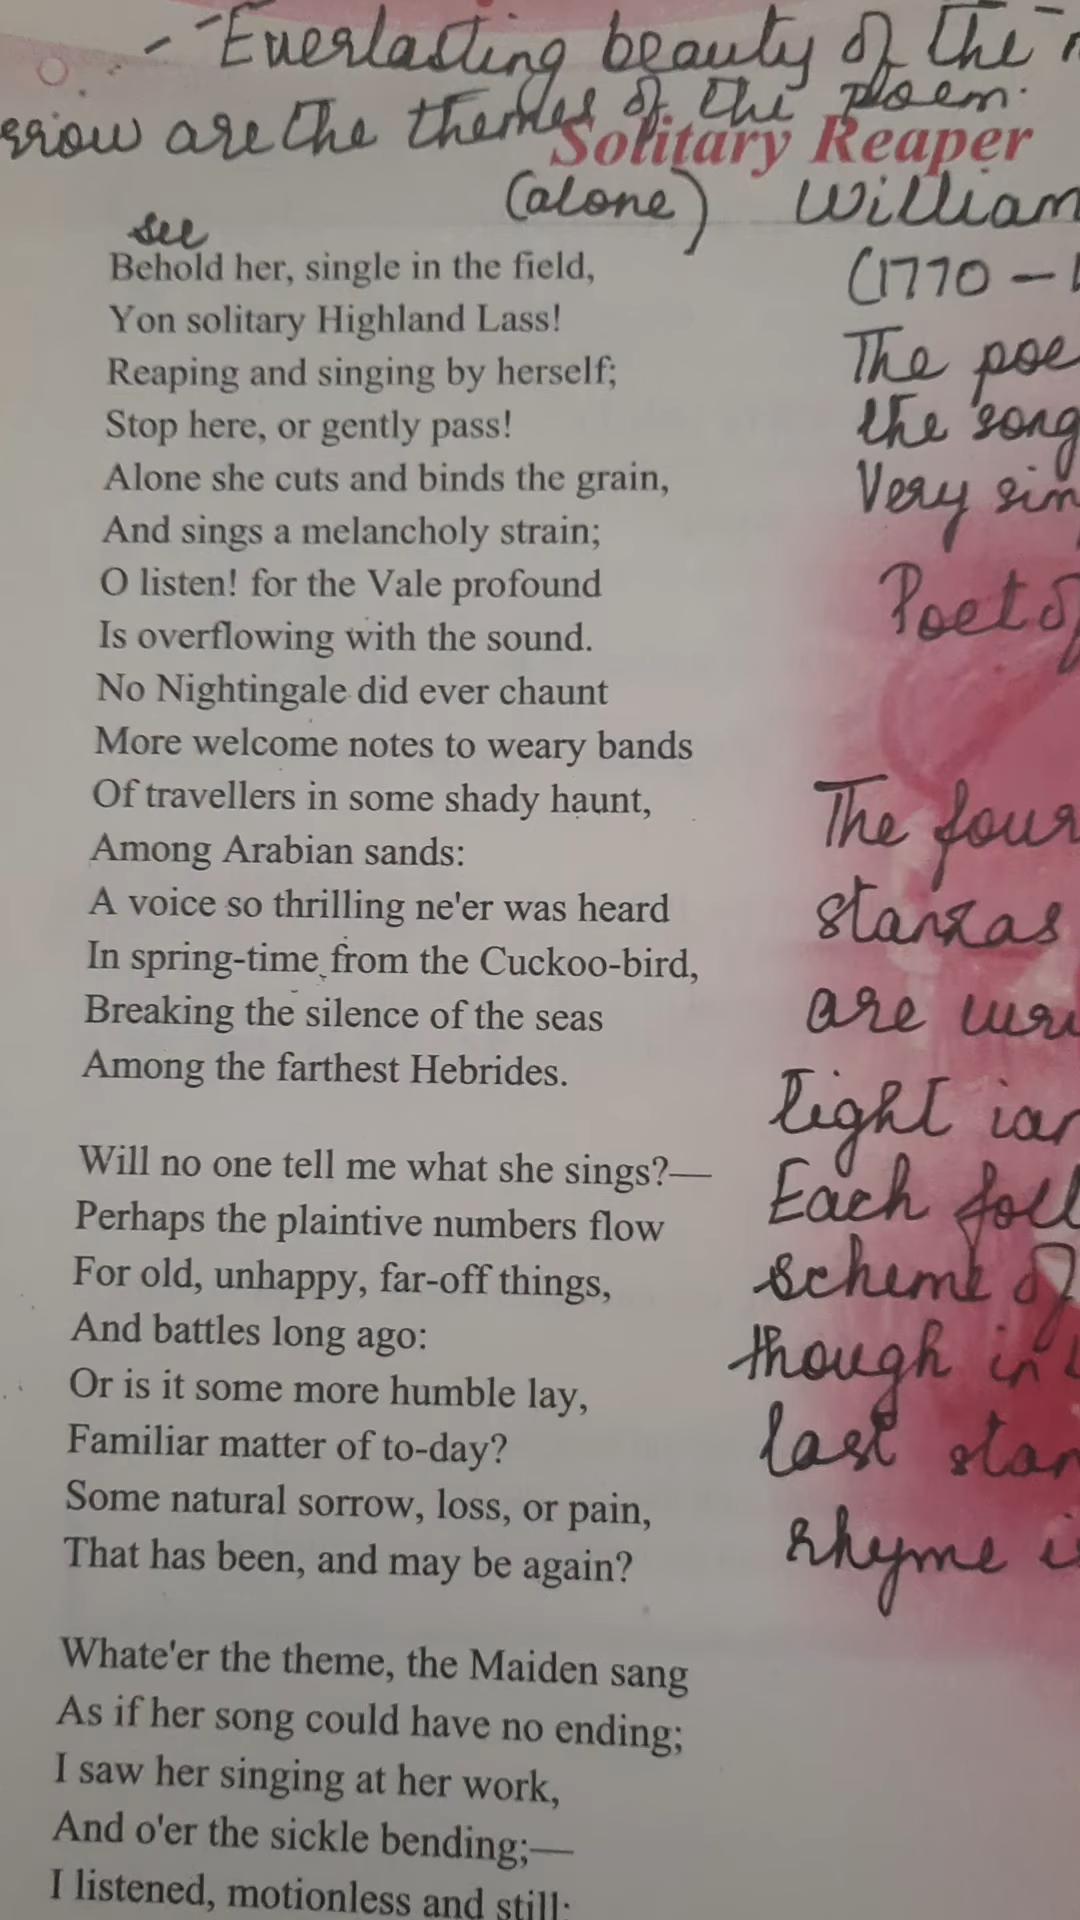 - Everlasting beauty of the
are the themes of the poem.
Solitary Reaper
(alone) William
see
Behold her, single in the field,
(1770 -
Yon solitary Highland Lass!
The
Reaping and singing by herself;
the song
Stop here, or gently pass!
Very
Alone she cuts and binds the grain,
And sings a melancholy strain;
O listen! for the Vale profound
Poet
Is overflowing with the sound.
No Nightingale did ever chaunt
More welcome notes to weary bands
Of travellers in some shady haunt,
The four
Among Arabian sands:
A voice so thrilling ne'er was heard
stanzas
In spring-time from the Cuckoo-bird,
Breaking the silence of the seas
are
Among the farthest Hebrides.
Eight
Will no one tell me what she sings?—
Each
Perhaps the plaintive numbers flow
For old, unhappy, far-off things,
scheme of
And battles long ago:
though in
Or is it some more humble lay,
Familiar matter of to-day?
last
Some natural sorrow, loss, or pain,
That has been, and may be again?
rhyme
Whate'er the theme, the Maiden sang
As if her song could have no ending;
I saw her singing at her work,
And o'er the sickle bending;—
I listened, motionless and still;